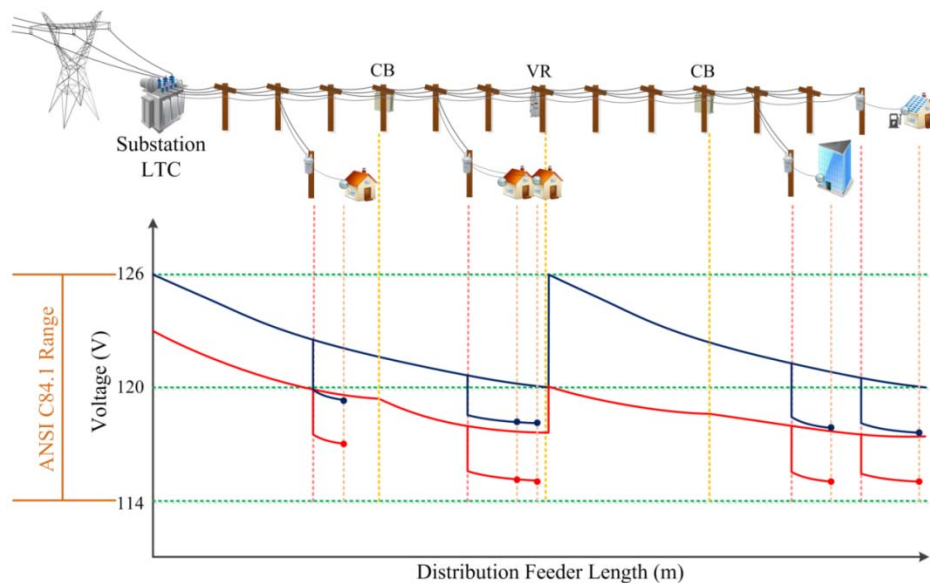 CB
VR
CB
Substation
LTC
126
120
114
Voltage (V)
ANSI C84.1 Range
Distribution Feeder Length (m)